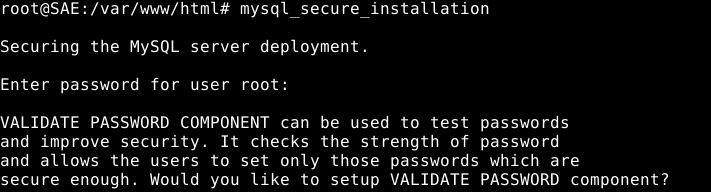 root@SAE:/var/www/html# mysql_secure_installation
Securing the MySQL server deployment.
Enter password for user root:
VALIDATE PASSWORD COMPONENT can be used to test passwords
and improve security. It checks the strength of password
and allows the users to set only those passwords which are
secure enough. Would you like to setup VALIDATE PASSWORD component?